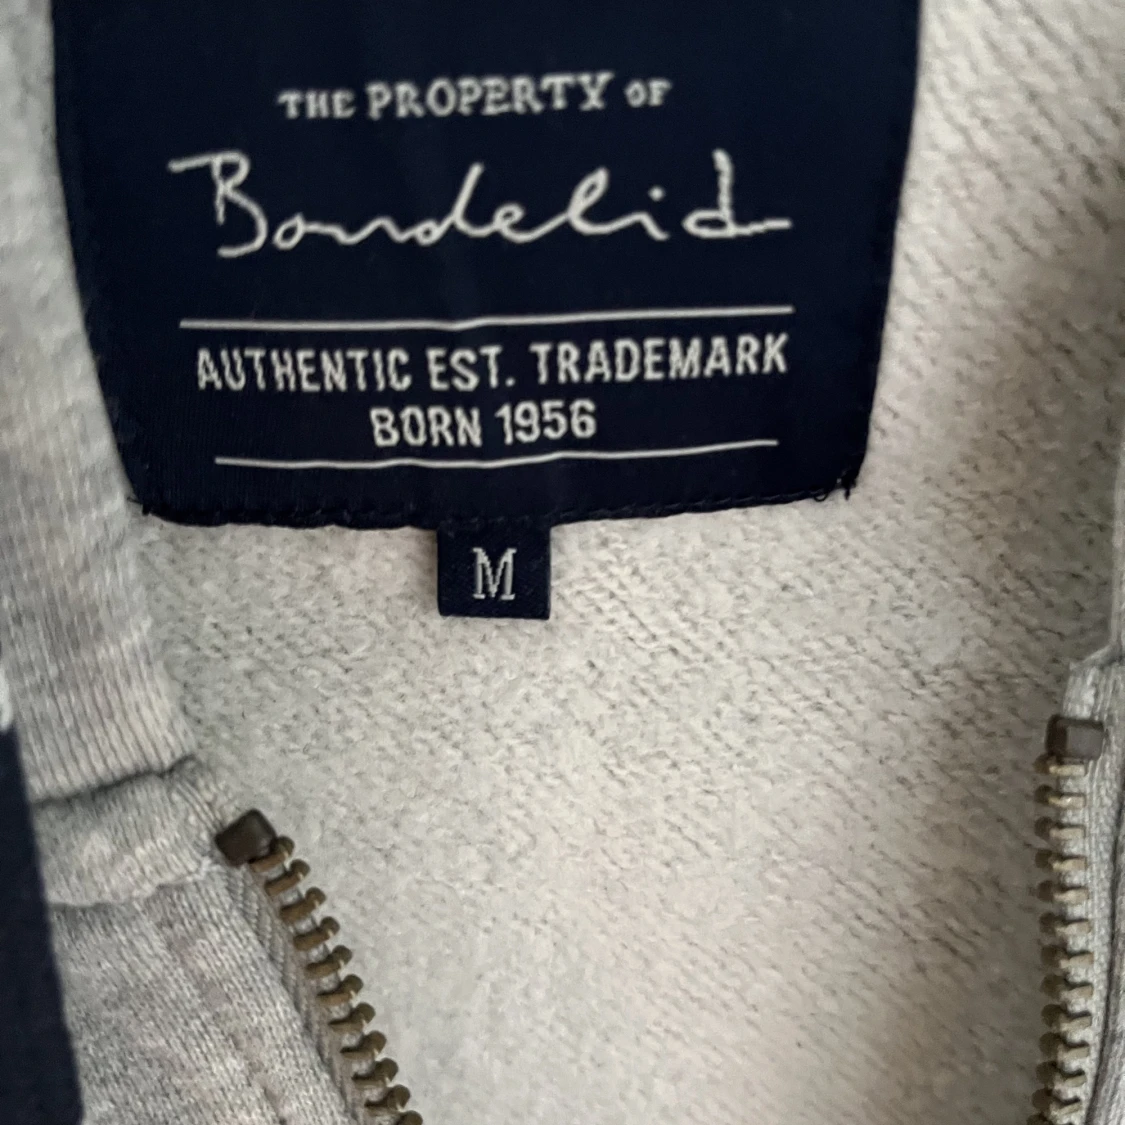 THE PROPERTY OF
Bondelid
AUTHENTIC EST. TRADEMARK
BORN 1956
M